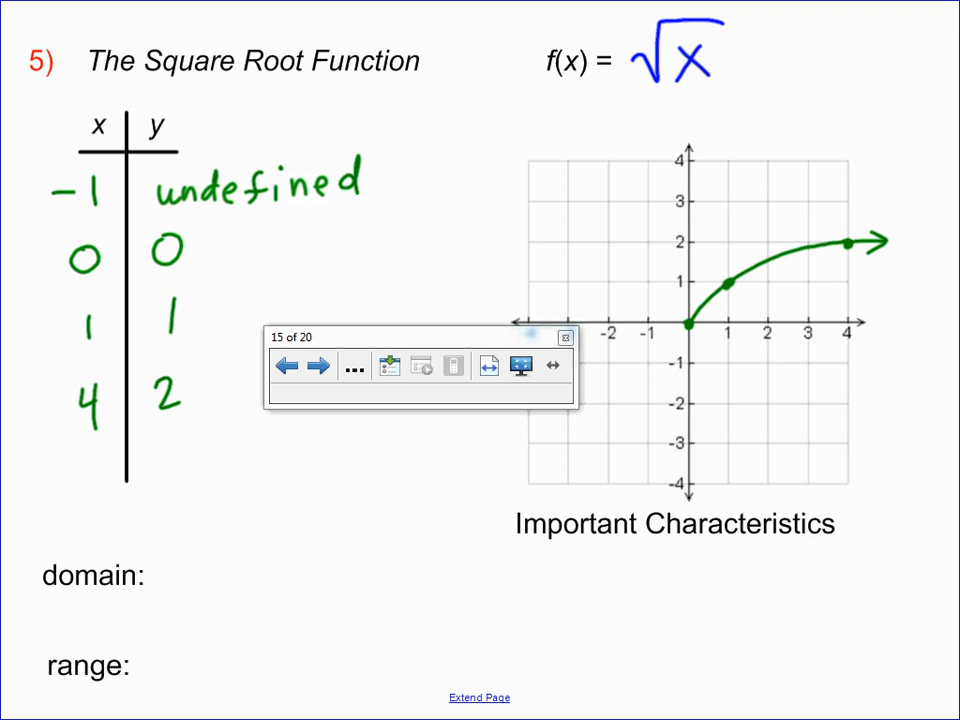 5) The Square Root Function f(x) = √x
x y
-1 undefined
0 0
1 1
4 2
15 of 20
...
4
3
2
1
-2 -1 1 2 3 4
-1
-2
-3
-4
Important Characteristics
domain:
range:
Extend Page